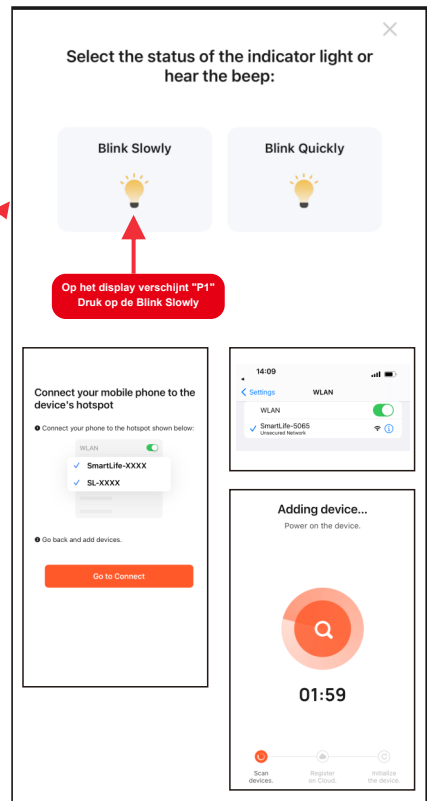 Select the status of the indicator light or
hear the beep:
Blink Slowly
Blink Quickly
Op het display verschijnt "P1"
Druk op de Blink Slowly
Connect your mobile phone to the
device's hotspot
❶ Connect your phone to the hotspot shown below:
WLAN
✓ SmartLife-XXXX
✓ SL-XXXX
❷ Go back and add devices.
Go to Connect
14:09
Settings
WLAN
WLAN
✓ SmartLife-5065
Unsecured Network
Adding device...
Power on the device.
01:59
Scan
devices.
Register
on Cloud.
Initialize
the device.